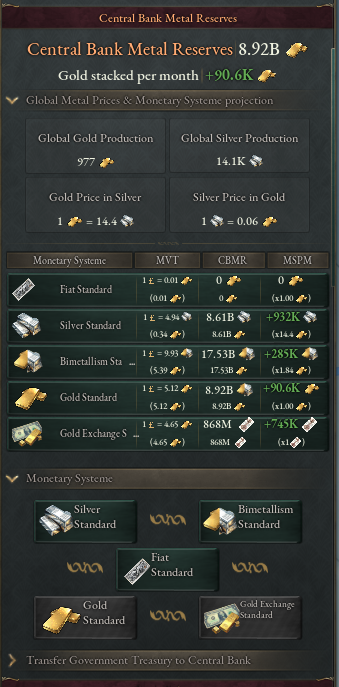 Central Bank Metal Reserves
Central Bank Metal Reserves 8.92B
Gold stacked per month +90.6K
Global Metal Prices & Monetary Systeme projection
Global Gold Production
977
Global Silver Production
14.1K
Gold Price in Silver
1 = 14.4
Silver Price in Gold
1 = 0.06
Monetary Systeme MVT CBMR MSPM
Fiat Standard 1 £ = 0.01 0 0
(0.01 ) 0 (x1.00 )
Silver Standard 1 £ = 4.94 8.61B +932K
(0.34 ) 8.61B (x14.4 )
Bimetallism Sta ... 1 £ = 9.93 17.53B +285K
(5.39 ) 17.53B (x1.84 )
Gold Standard 1 £ = 5.12 8.92B +90.6K
(5.12 ) 8.92B (x1.00 )
Gold Exchange S ... 1 £ = 4.65 868M +745K
(4.65 ) 868M (x1 )
Monetary Systeme
Silver Standard
Bimetallism Standard
Fiat Standard
Gold Standard
Gold Exchange Standard
Transfer Government Treasury to Central Bank